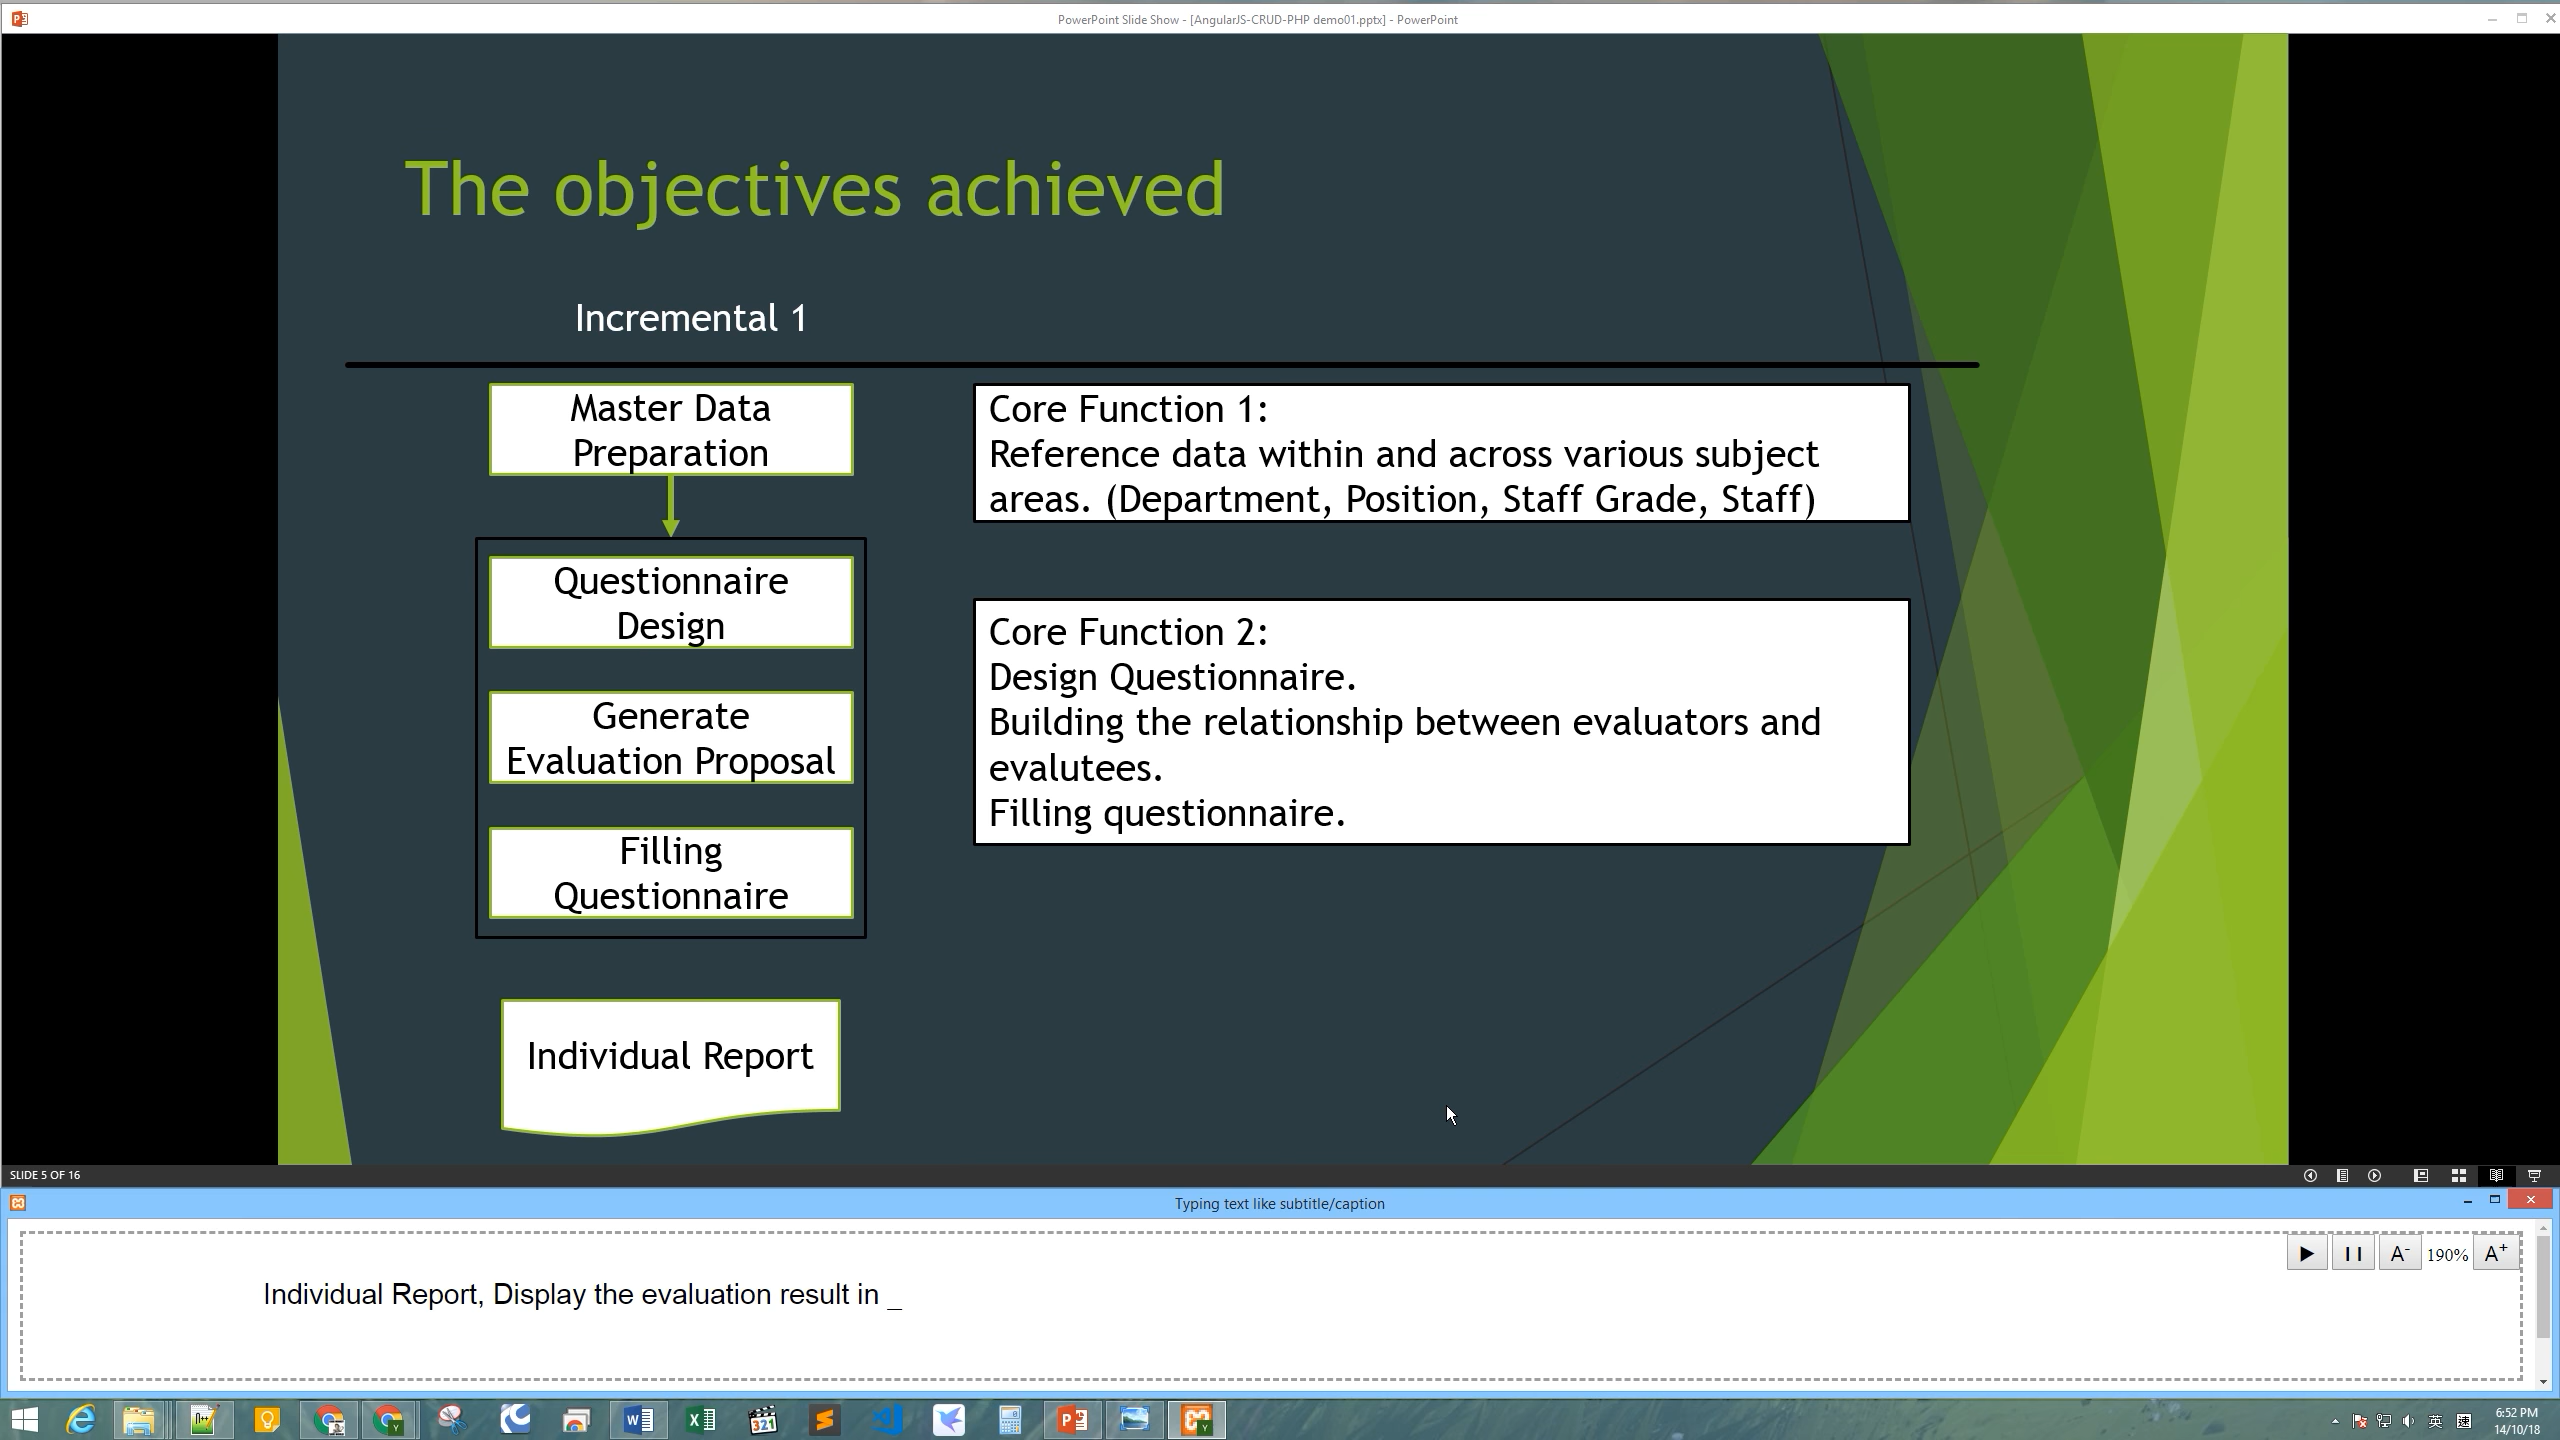 PowerPoint Slide Show - [AngularJS-CRUD-PHP demo01.pptx] - PowerPoint
The objectives achieved
Incremental 1
Master Data
Preparation
Core Function 1:
Reference data within and across various subject
areas. (Department, Position, Staff Grade, Staff)
Questionnaire
Design
Generate
Evaluation Proposal
Filling
Questionnaire
Core Function 2:
Design Questionnaire.
Building the relationship between evaluators and
evalutees.
Filling questionnaire.
Individual Report
SLIDE 5 OF 16
Typing text like subtitle/caption
A- 190% A+
Individual Report, Display the evaluation result in _
英 速
6:52 PM
14/10/18